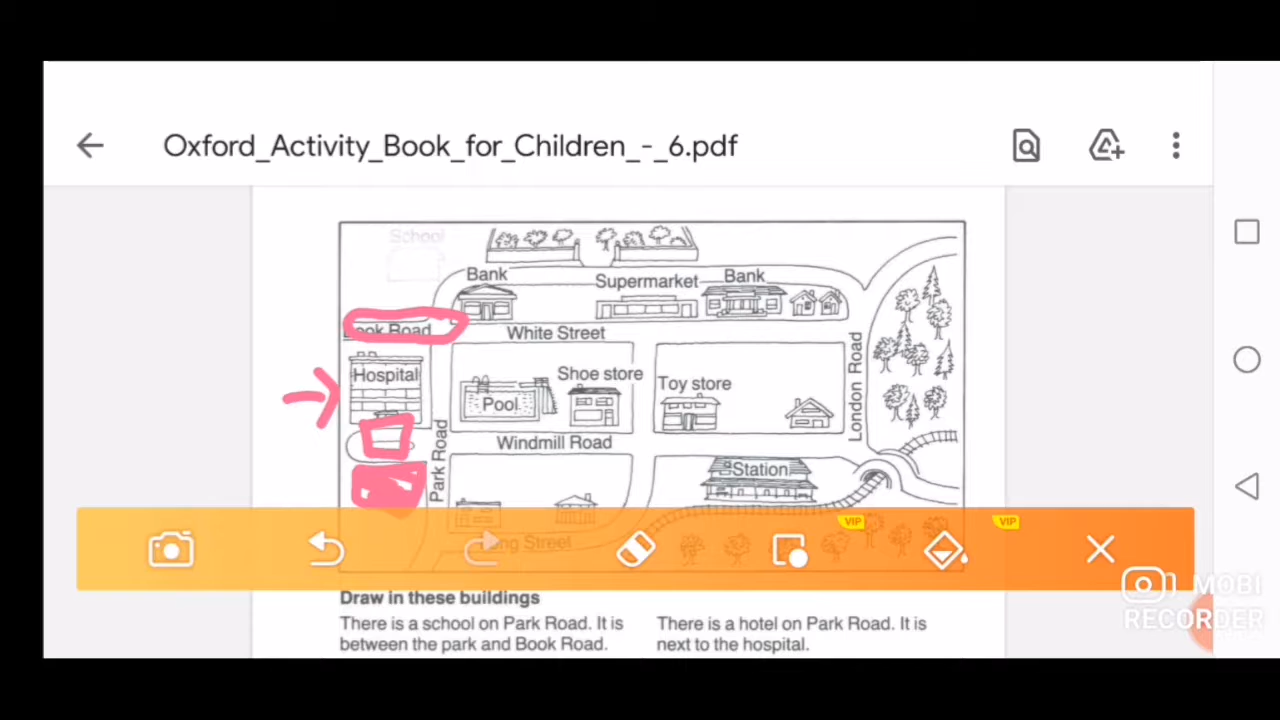 Oxford_Activity_Book_for_Children_-_6.pdf
School
Bank
Supermarket
Bank
Book Road
White Street
Hospital
Shoe store
Toy store
Pool
London Road
Windmill Road
Park Road
Station
VIP
VIP
Long Street
MOBI
RECORDER
Draw in these buildings
There is a school on Park Road. It is
between the park and Book Road.
There is a hotel on Park Road. It is
next to the hospital.